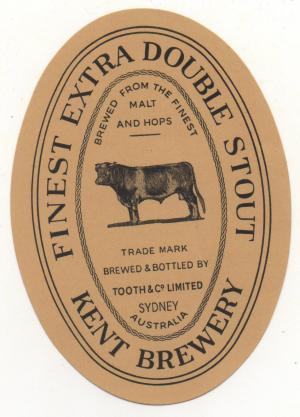 FINEST EXTRA DOUBLE STOUT
BREWED FROM THE FINEST
MALT
AND HOPS
TRADE MARK
BREWED & BOTTLED BY
TOOTH & Cº LIMITED
SYDNEY
AUSTRALIA
KENT BREWERY